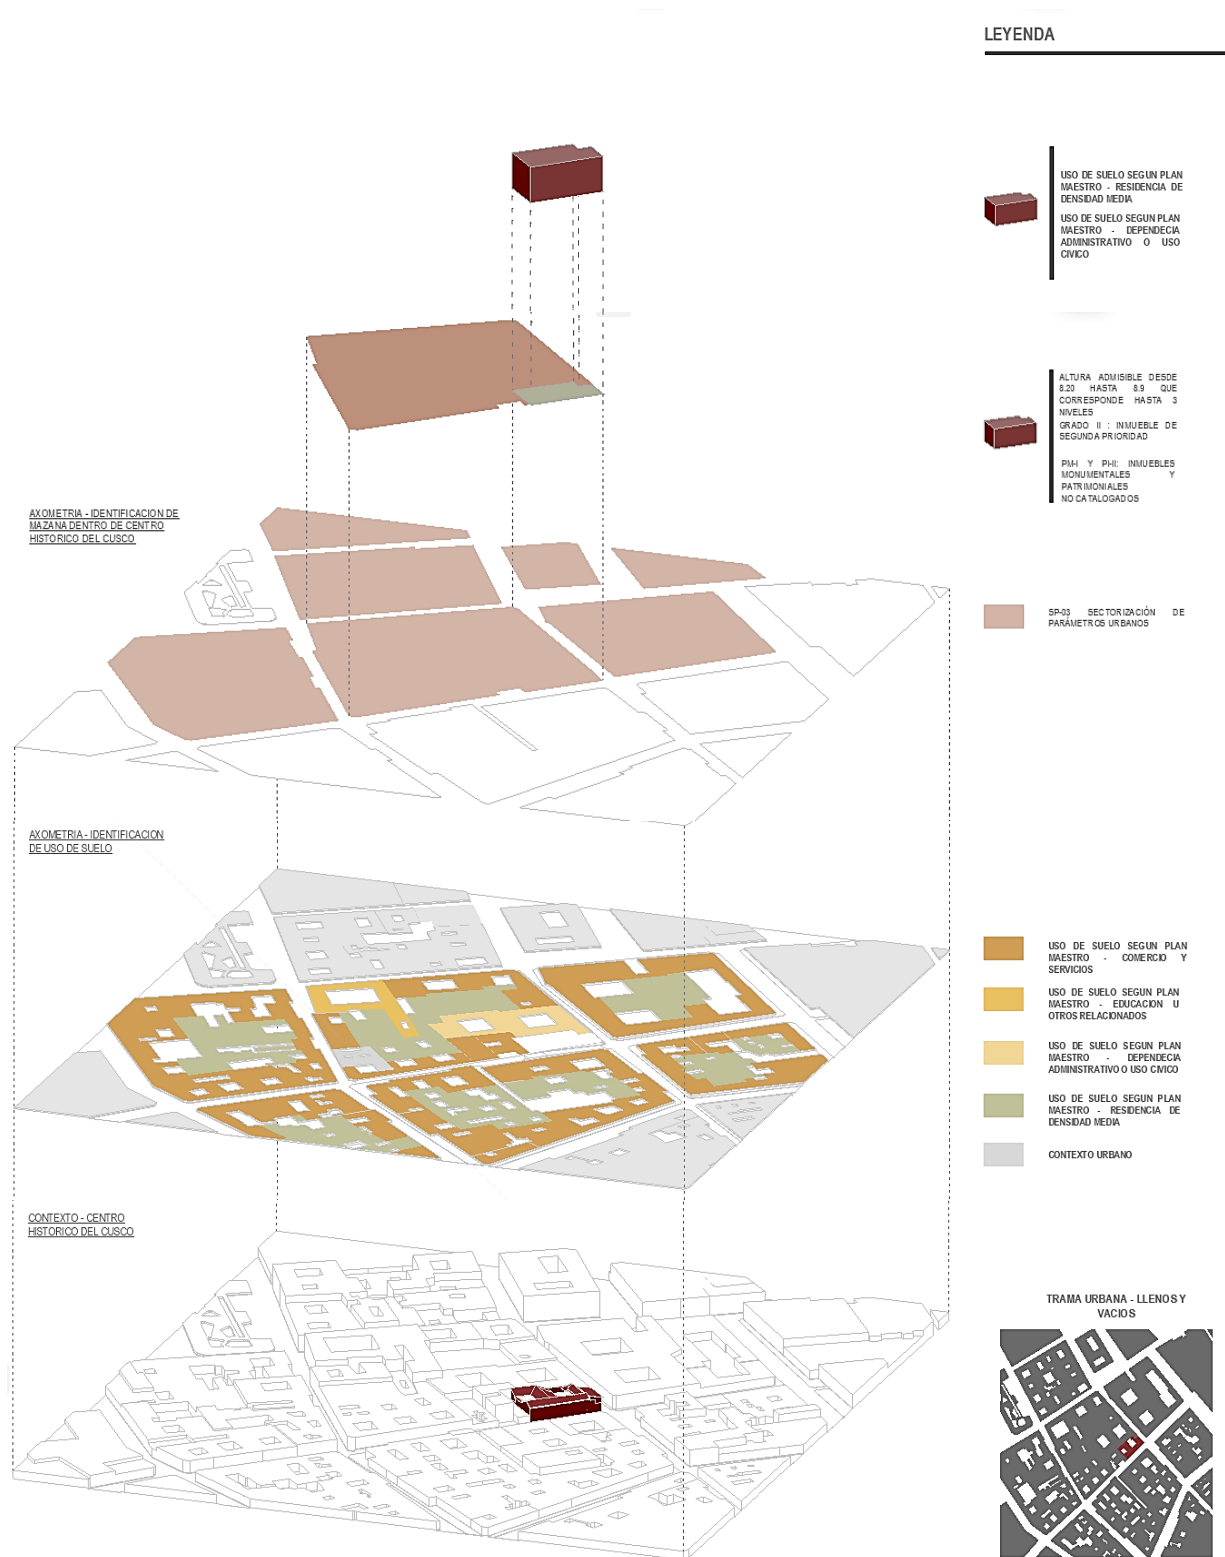 LEYENDA
USO DE SUELO SEGUN PLAN
MAESTRO - RESIDENCIA DE
DENSIDAD MEDIA
USO DE SUELO SEGUN PLAN
MAESTRO - DEPENDECIA
ADMINISTRATIVO O USO
CIVICO
ALTURA ADMISIBLE DESDE
8.20 HASTA 8.9 QUE
CORRESPONDE HASTA 3
NIVELES
GRADO II : INMUEBLE DE
SEGUNDA PRIORIDAD
PM-I Y PI-II: INMUEBLES
MONUMENTALES Y
PATRIMONIALES
NO CATALOGADOS
AXOMETRIA - IDENTIFICACION DE
MAZANA DENTRO DE CENTRO
HISTORICO DEL CUSCO
SP-03 SECTORIZACIÓN DE
PARÁMETROS URBANOS
AXOMETRIA - IDENTIFICACION
DE USO DE SUELO
USO DE SUELO SEGUN PLAN
MAESTRO - COMERCIO Y
SERVICIOS
USO DE SUELO SEGUN PLAN
MAESTRO - EDUCACION U
OTROS RELACIONADOS
USO DE SUELO SEGUN PLAN
MAESTRO - DEPENDECIA
ADMINISTRATIVO O USO CIVICO
USO DE SUELO SEGUN PLAN
MAESTRO - RESIDENCIA DE
DENSIDAD MEDIA
CONTEXTO URBANO
CONTEXTO - CENTRO
HISTORICO DEL CUSCO
TRAMA URBANA - LLENOS Y
VACIOS